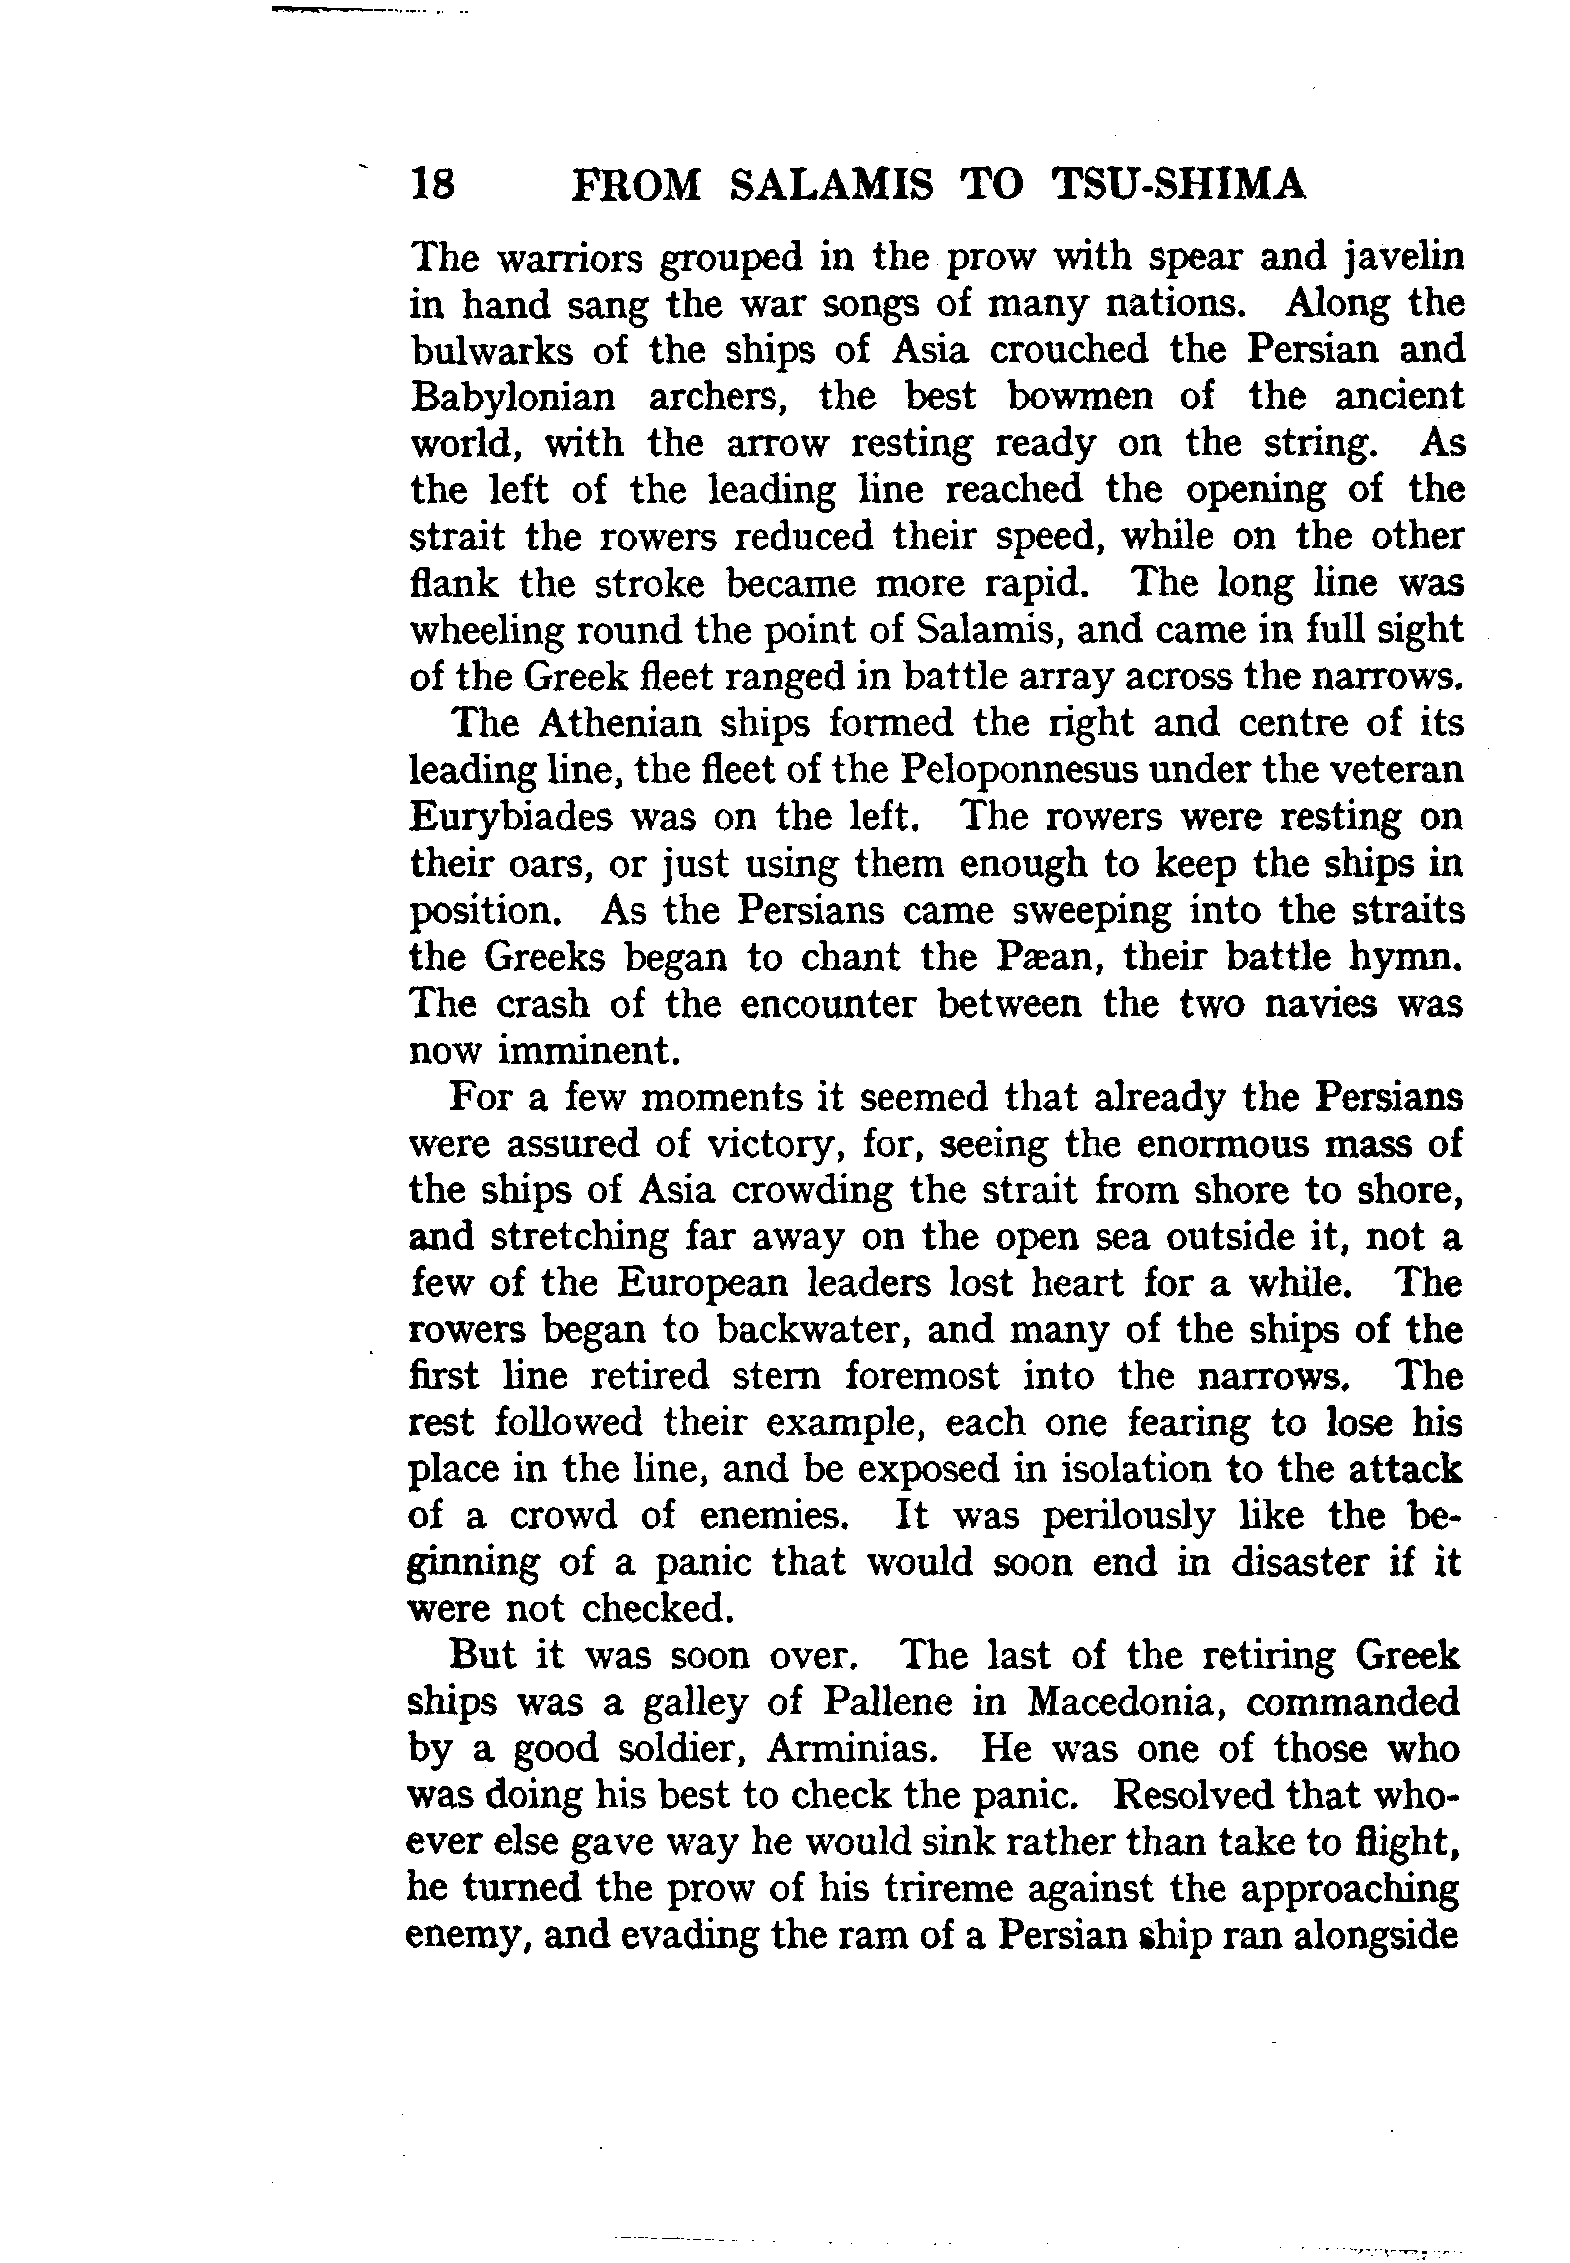 18 FROM SALAMIS TO TSU-SHIMA
The warriors grouped in the prow with spear and javelin
in hand sang the war songs of many nations. Along the
bulwarks of the ships of Asia crouched the Persian and
Babylonian archers, the best bowmen of the ancient
world, with the arrow resting ready on the string. As
the left of the leading line reached the opening of the
strait the rowers reduced their speed, while on the other
flank the stroke became more rapid. The long line was
wheeling round the point of Salamis, and came in full sight
of the Greek fleet ranged in battle array across the narrows.
The Athenian ships formed the right and centre of its
leading line, the fleet of the Peloponnesus under the veteran
Eurybiades was on the left. The rowers were resting on
their oars, or just using them enough to keep the ships in
position. As the Persians came sweeping into the straits
the Greeks began to chant the Pæan, their battle hymn.
The crash of the encounter between the two navies was
now imminent.
For a few moments it seemed that already the Persians
were assured of victory, for, seeing the enormous mass of
the ships of Asia crowding the strait from shore to shore,
and stretching far away on the open sea outside it, not a
few of the European leaders lost heart for a while. The
rowers began to backwater, and many of the ships of the
first line retired stern foremost into the narrows. The
rest followed their example, each one fearing to lose his
place in the line, and be exposed in isolation to the attack
of a crowd of enemies. It was perilously like the be-
ginning of a panic that would soon end in disaster if it
were not checked.
But it was soon over. The last of the retiring Greek
ships was a galley of Pallene in Macedonia, commanded
by a good soldier, Arminias. He was one of those who
was doing his best to check the panic. Resolved that who-
ever else gave way he would sink rather than take to flight,
he turned the prow of his trireme against the approaching
enemy, and evading the ram of a Persian ship ran alongside